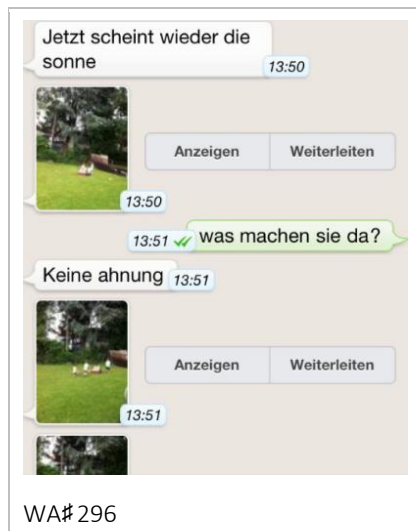 Jetzt scheint wieder die
sonne
13:50
Anzeigen Weiterleiten
13:50
13:51 was machen sie da?
Keine ahnung 13:51
Anzeigen Weiterleiten
13:51
WA#296